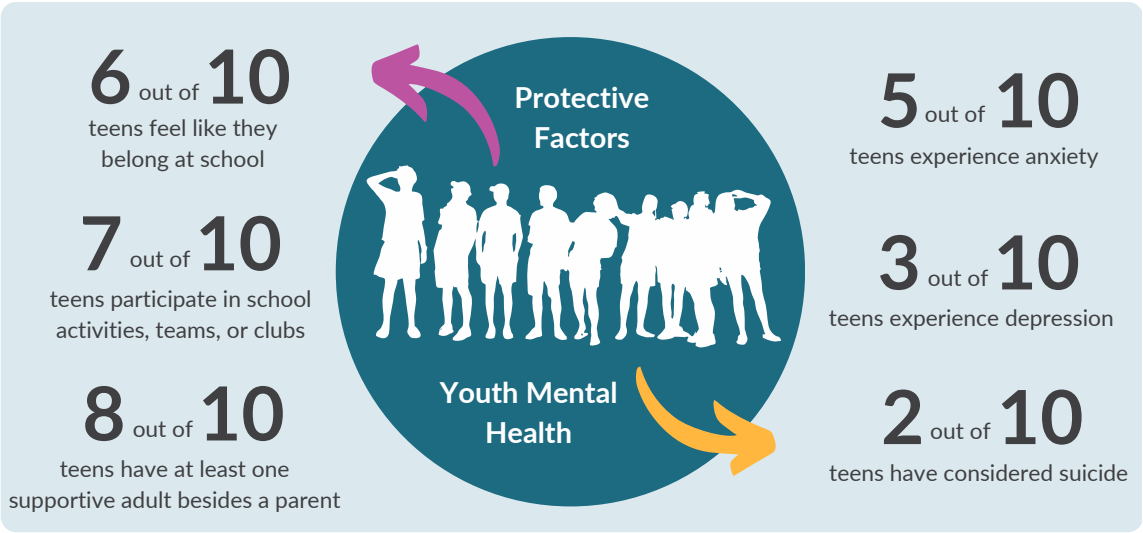 6 out of 10
teens feel like they
belong at school
7 out of 10
teens participate in school
activities, teams, or clubs
8 out of 10
teens have at least one
supportive adult besides a parent
Protective
Factors
Youth Mental
Health
5 out of 10
teens experience anxiety
3 out of 10
teens experience depression
2 out of 10
teens have considered suicide